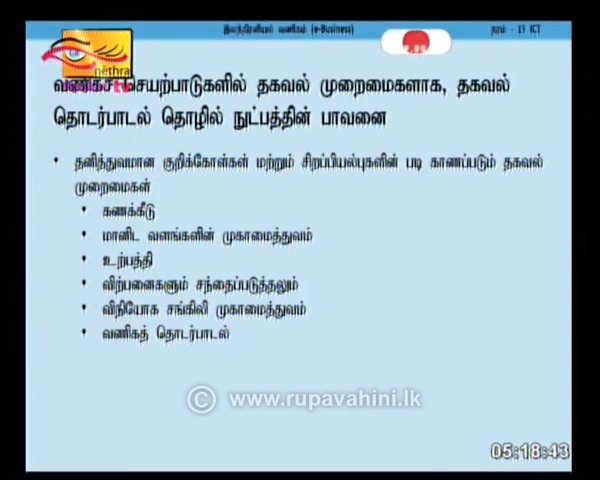 இலத்திரனியல் வணிகம் (e-Business)
தரம் - 13 ICT
nethra
வணிகச் செயற்பாடுகளில் தகவல் முறைமைகளாக, தகவல்
தொடர்பாடல் தொழில் நுட்பத்தின் பாவனை
• தனித்துவமான குறிக்கோள்கள் மற்றும் சிறப்பியல்புகளின் படி காணப்படும் தகவல்
முறைமைகள்
• கணக்கீடு
• மானிட வளங்களின் முகாமைத்துவம்
• உற்பத்தி
• விற்பனைகளும் சந்தைப்படுத்தலும்
• விநியோக சங்கிலி முகாமைத்துவம்
• வணிகத் தொடர்பாடல்
© www.rupavahini.lk
05:18:43